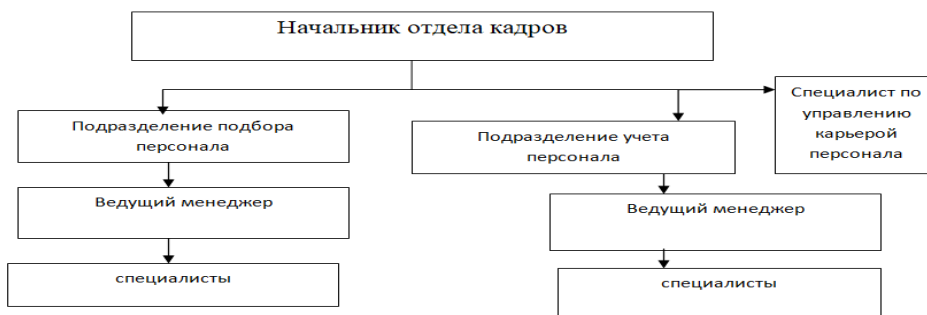 Начальник отдела кадров
Подразделение подбора
персонала
Ведущий менеджер
специалисты
Подразделение учета
персонала
Ведущий менеджер
специалисты
Специалист по
управлению
карьерой
персонала